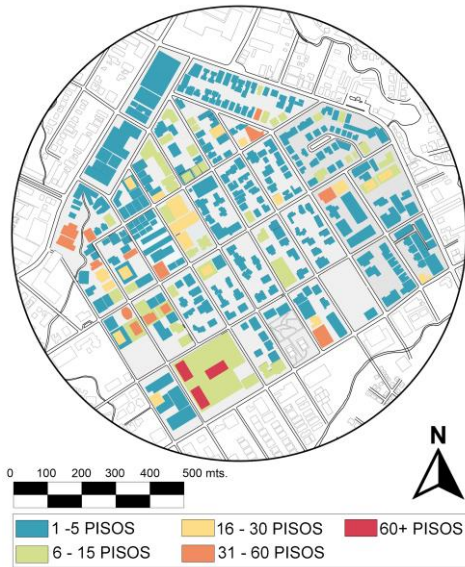 N
0 100 200 300 400 500 mts.
1 -5 PISOS 16 - 30 PISOS 60+ PISOS
6 - 15 PISOS 31 - 60 PISOS